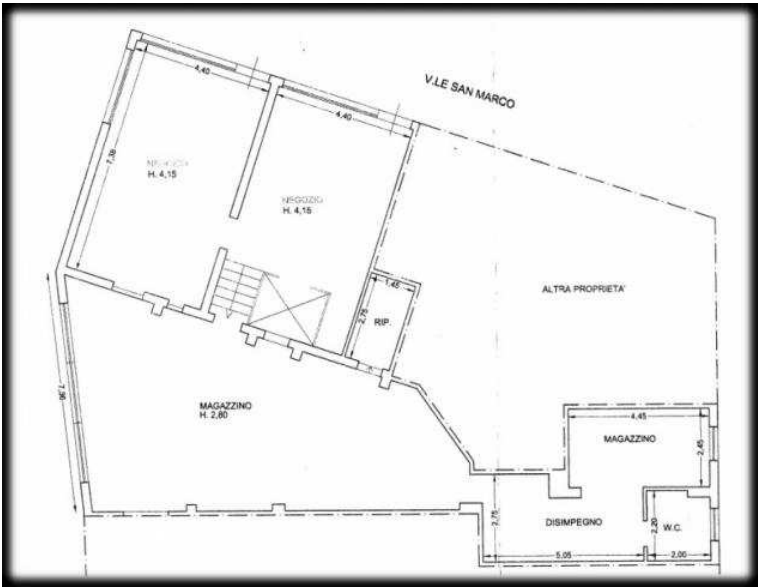 V.LE SAN MARCO
4,40
4,40
7,38
NEGOZIO
H. 4,15
NEGOZIO
H. 4,15
ALTRA PROPRIETA'
1,45
2,75
RIP.
7,90
MAGAZZINO
H. 2,80
4,45
MAGAZZINO
2,45
2,75
DISIMPEGNO
2,20
W.C.
5,05
2,00